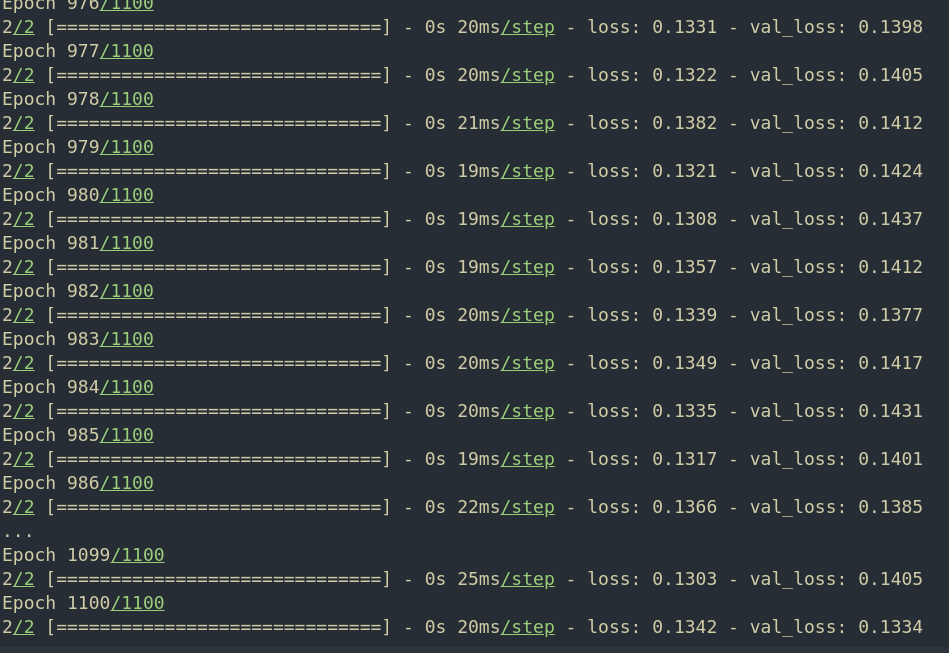 Epoch 976/1100
2/2 [==============================] - 0s 20ms/step - loss: 0.1331 - val_loss: 0.1398
Epoch 977/1100
2/2 [==============================] - 0s 20ms/step - loss: 0.1322 - val_loss: 0.1405
Epoch 978/1100
2/2 [==============================] - 0s 21ms/step - loss: 0.1382 - val_loss: 0.1412
Epoch 979/1100
2/2 [==============================] - 0s 19ms/step - loss: 0.1321 - val_loss: 0.1424
Epoch 980/1100
2/2 [==============================] - 0s 19ms/step - loss: 0.1308 - val_loss: 0.1437
Epoch 981/1100
2/2 [==============================] - 0s 19ms/step - loss: 0.1357 - val_loss: 0.1412
Epoch 982/1100
2/2 [==============================] - 0s 20ms/step - loss: 0.1339 - val_loss: 0.1377
Epoch 983/1100
2/2 [==============================] - 0s 20ms/step - loss: 0.1349 - val_loss: 0.1417
Epoch 984/1100
2/2 [==============================] - 0s 20ms/step - loss: 0.1335 - val_loss: 0.1431
Epoch 985/1100
2/2 [==============================] - 0s 19ms/step - loss: 0.1317 - val_loss: 0.1401
Epoch 986/1100
2/2 [==============================] - 0s 22ms/step - loss: 0.1366 - val_loss: 0.1385
...
Epoch 1099/1100
2/2 [==============================] - 0s 25ms/step - loss: 0.1303 - val_loss: 0.1405
Epoch 1100/1100
2/2 [==============================] - 0s 20ms/step - loss: 0.1342 - val_loss: 0.1334